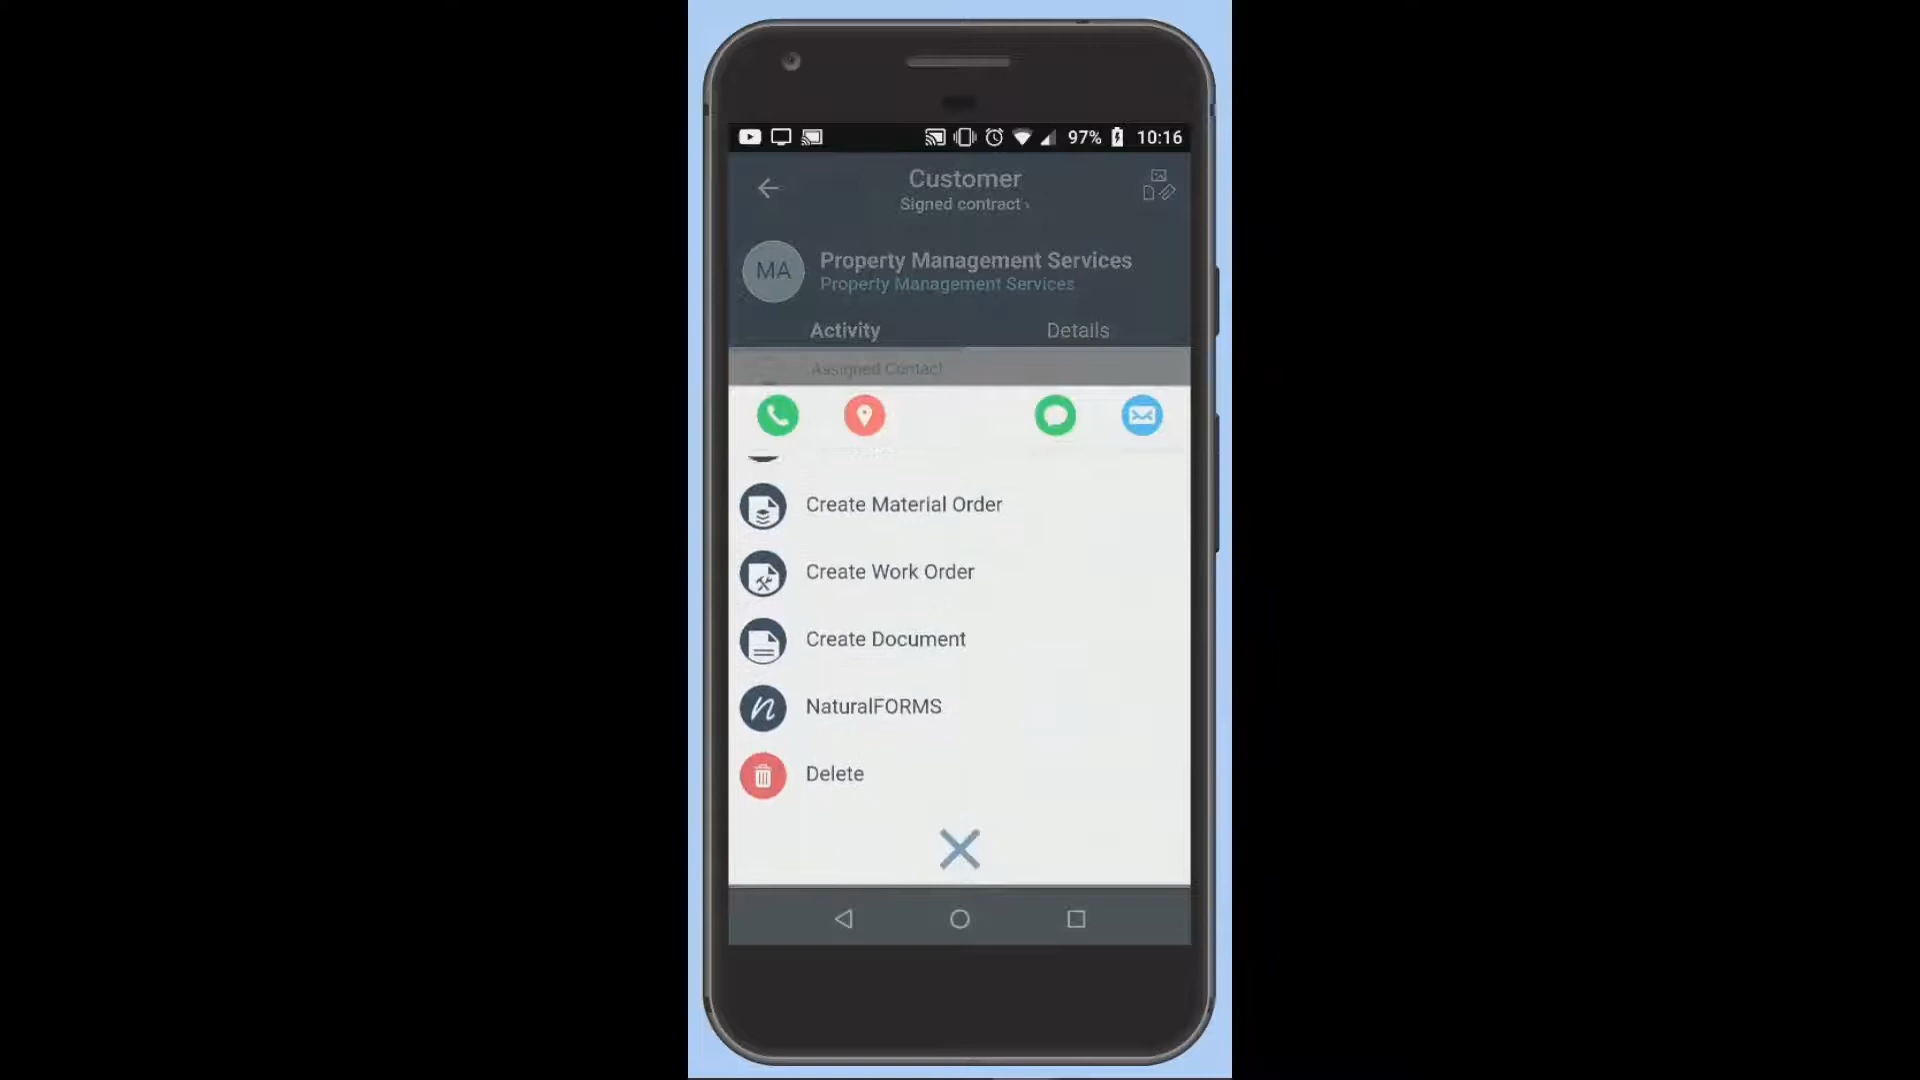 97% 10:16
Customer
Signed contract ›
MA
Property Management Services
Property Management Services
Activity Details
Assigned Contact
Create Material Order
Create Work Order
Create Document
NaturalFORMS
Delete